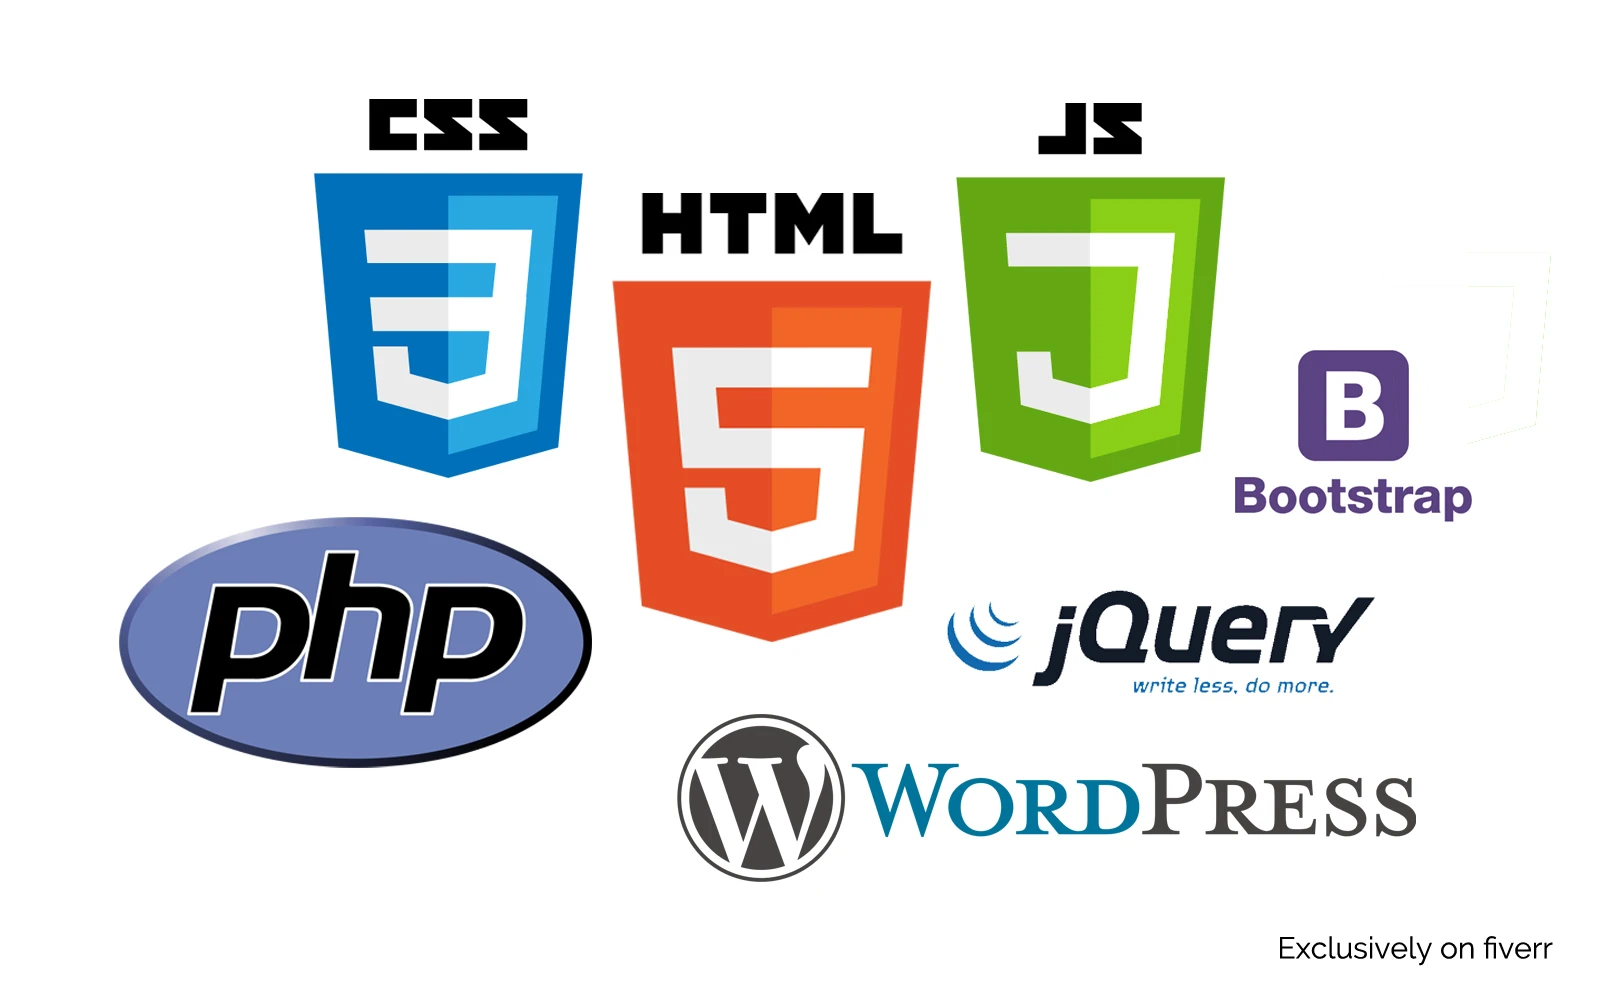 CSS
3
HTML
5
JS
J
B
Bootstrap
php
jQuery
write less, do more.
W
WORDPRESS
Exclusively on fiverr